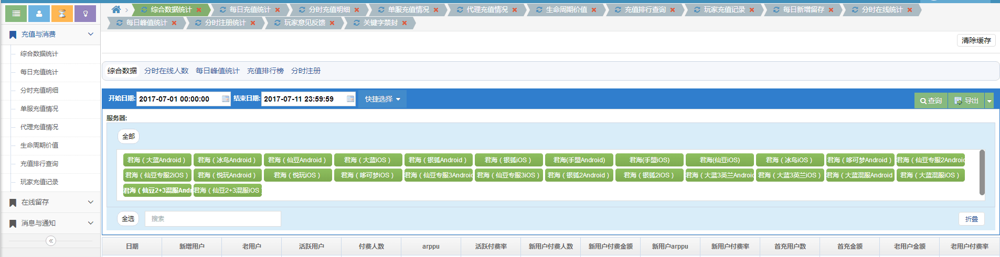 综合数据统计 每日充值统计 分时充值明细 单服充值情况 代理充值情况 生命周期价值 充值排行查询 玩家充值记录 每日新增留存 分时在线统计
每日峰值统计 分时注册统计 玩家意见反馈 关键字禁封
充值与消费
综合数据统计
每日充值统计
分时充值明细
单服充值情况
代理充值情况
生命周期价值
充值排行查询
玩家充值记录
在线留存
消息与通知
清除缓存
综合数据 分时在线人数 每日峰值统计 充值排行榜 分时注册
开始日期: 2017-07-01 00:00:00 结束日期: 2017-07-11 23:59:59 快捷选择 查询 导出
服务器:
全部
君海（大蓝Android） 君海（冰鸟Android） 君海（仙豆Android） 君海（大蓝iOS） 君海（银狐Android） 君海（银狐iOS） 君海(手盟Android) 君海(手盟iOS) 君海(仙豆iOS) 君海（冰鸟iOS） 君海（哆可梦Android） 君海（仙豆专服2Android
君海（仙豆专服2iOS） 君海（悦玩Android） 君海（悦玩iOS） 君海（哆可梦iOS） 君海（仙豆专服3Android 君海（仙豆专服3iOS） 君海（银狐2Android） 君海（银狐2iOS） 君海（大蓝3英兰Android 君海（大蓝3英兰iOS） 君海（大蓝混服Android 君海（大蓝混服iOS）
君海（仙豆2+3混服Andr 君海（仙豆2+3混服iOS）
全选 搜索 折叠
日期 新增用户 老用户 活跃用户 付费人数 arppu 活跃付费率 新用户付费人数 新用户付费金额 新用户arppu 新用户付费率 首充用户数 首充金额 老用户金额 老用户付费率